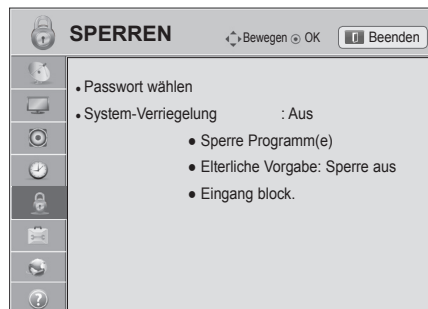 SPERREN
Bewegen OK Beenden
• Passwort wählen
• System-Verriegelung : Aus
• Sperre Programm(e)
• Elterliche Vorgabe: Sperre aus
• Eingang block.
?